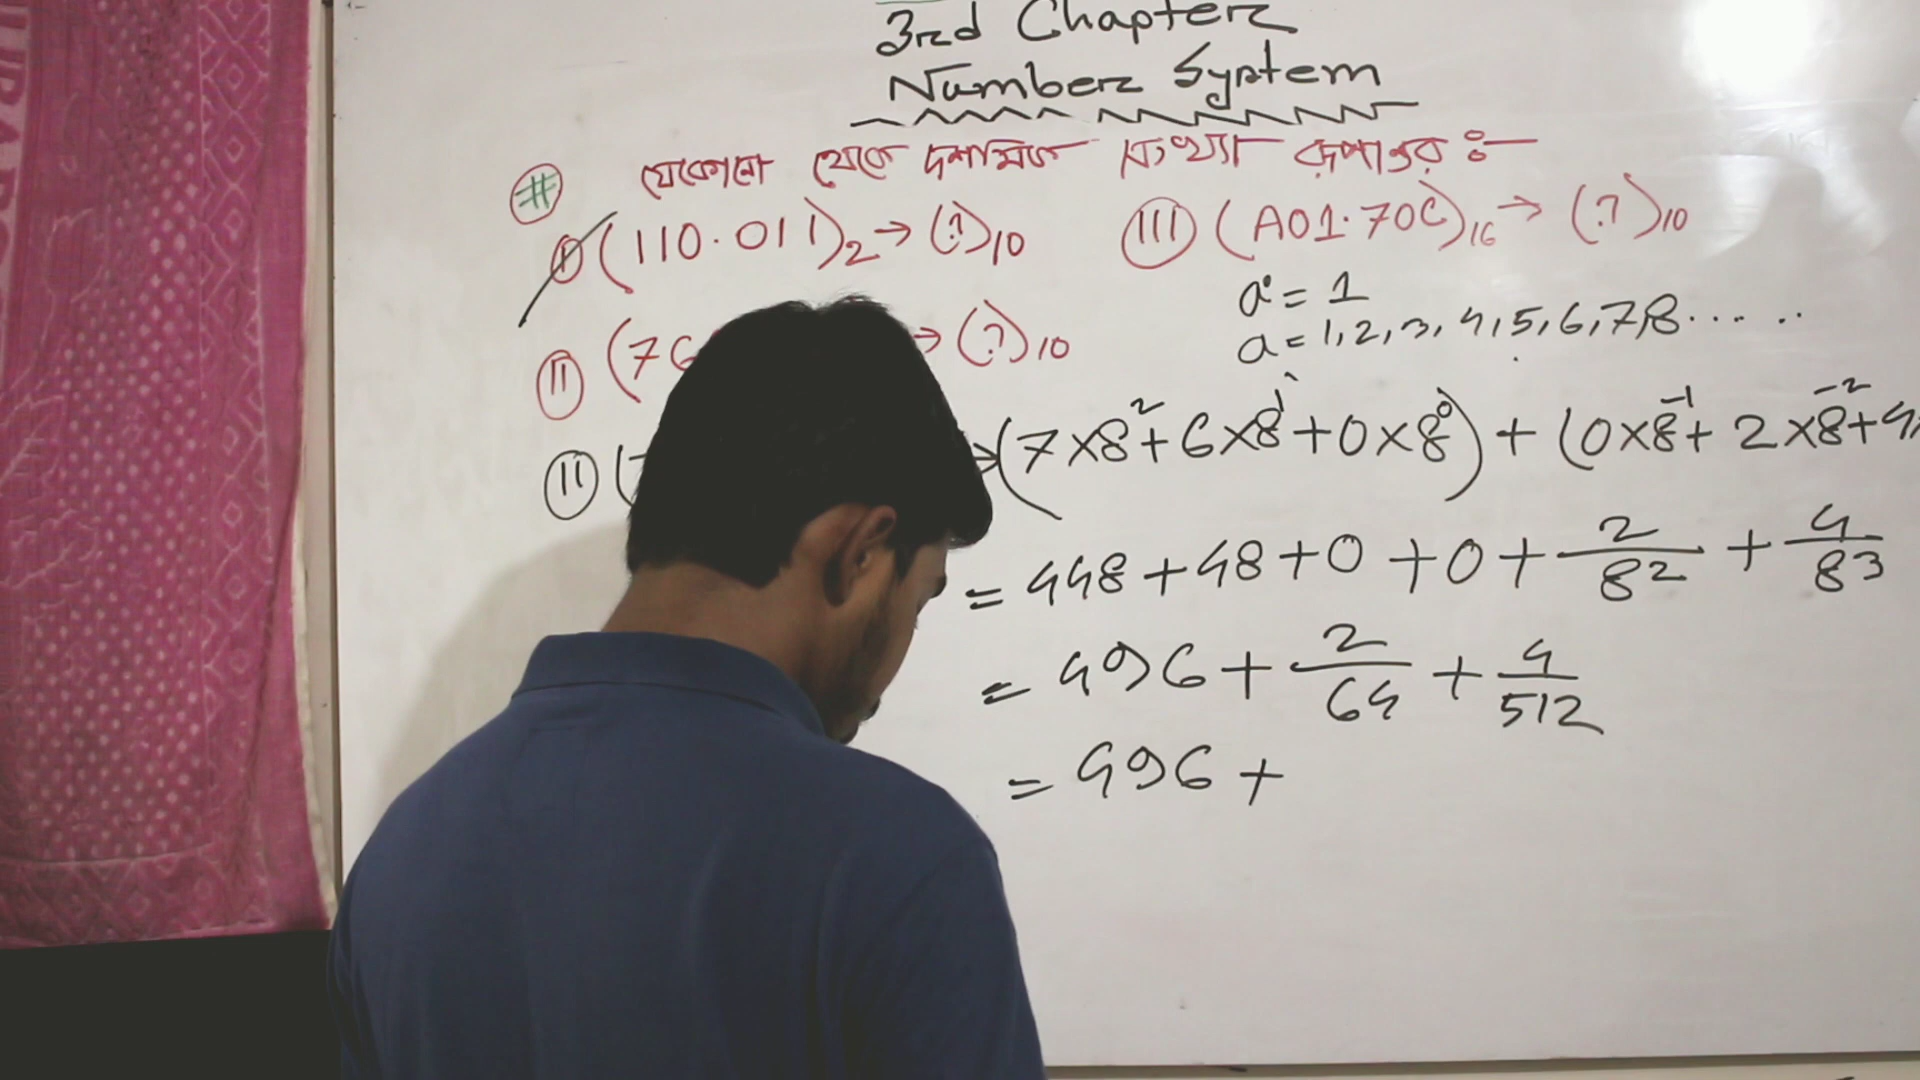 3rd Chapter
Number System
# যেকোনো থেকে দশমিক সংখ্যা রূপান্তর ঃ-
(I) (110.011)₂ → (?)₁₀
(III) (A01.70C)₁₆ → (?)₁₀
a⁰ = 1
a = 1, 2, 3, 4, 5, 6, 7, 8 ..... ..
(II) (76 → (?)₁₀
(II) ( → (7×8²+6×8¹+0×8⁰) + (0×8⁻¹+ 2×8⁻²+4×
= 448 + 48 + 0 + 0 + 2/8² + 4/8³
= 496 + 2/64 + 4/512
= 496 +